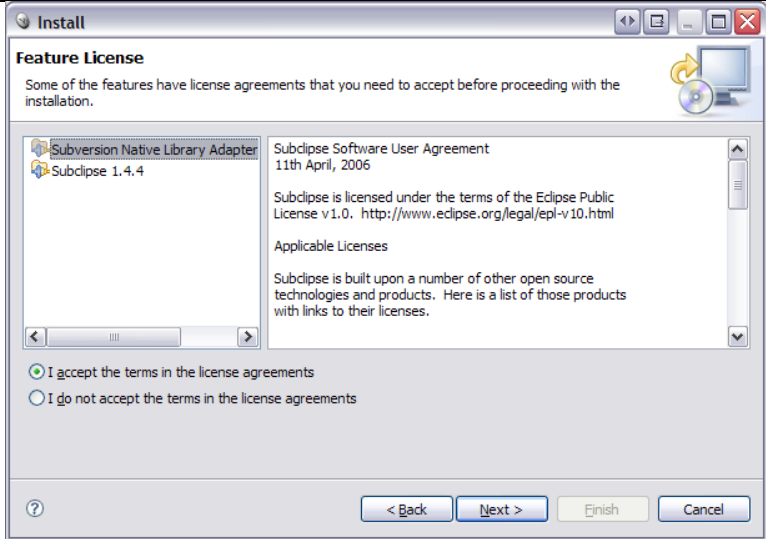 Install
Feature License
Some of the features have license agreements that you need to accept before proceeding with the
installation.
Subversion Native Library Adapter
Subclipse 1.4.4
Subclipse Software User Agreement
11th April, 2006
Subclipse is licensed under the terms of the Eclipse Public
License v1.0.  http://www.eclipse.org/legal/epl-v10.html
Applicable Licenses
Subclipse is built upon a number of other open source
technologies and products.  Here is a list of those products
with links to their licenses.
I accept the terms in the license agreements
I do not accept the terms in the license agreements
?
< Back
Next >
Finish
Cancel